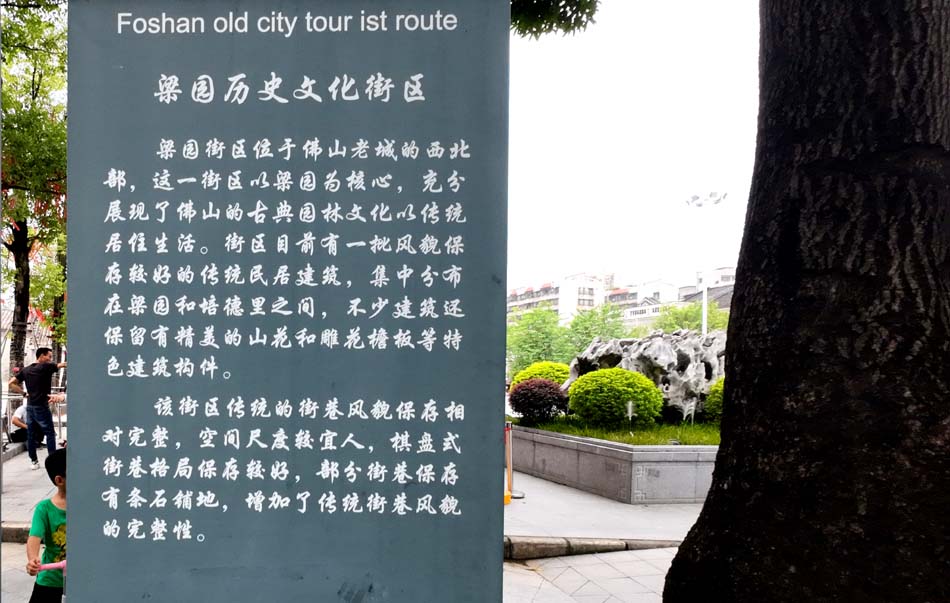 Foshan old city tour ist route
梁园历史文化街区
梁园街区位于佛山老城的西北
部，这一街区以梁园为核心，充分
展现了佛山的古典园林文化以传统
居住生活。街区目前有一批风貌保
存较好的传统民居建筑，集中分布
在梁园和培德里之间，不少建筑还
保留有精美的山花和雕花檐板等特
色建筑构件。
该街区传统的街巷风貌保存相
对完整，空间尺度较宜人，棋盘式
街巷格局保存较好，部分街巷保存
有条石铺地，增加了传统街巷风貌
的完整性。